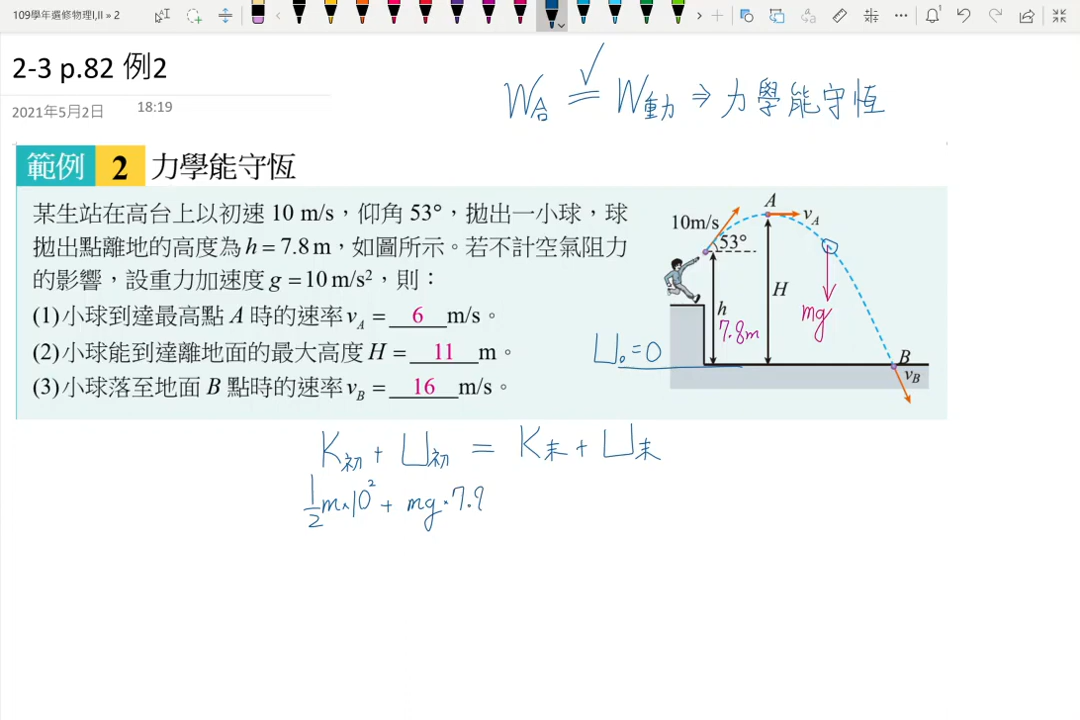 109學年選修物理I,II » 2
2-3 p.82 例2
2021年5月2日 18:19
W合 = W動 ⇒ 力學能守恆
範例 2 力學能守恆
某生站在高台上以初速 10 m/s，仰角 53°，拋出一小球，球
拋出點離地的高度為 h = 7.8 m，如圖所示。若不計空氣阻力
的影響，設重力加速度 g = 10 m/s²，則：
(1)小球到達最高點 A 時的速率 vA = 6 m/s。
(2)小球能到達離地面的最大高度 H = 11 m。
(3)小球落至地面 B 點時的速率 vB = 16 m/s。
A
vA
10m/s
53°
H
h
7.8m
mg
U₀=0
B
vB
K初 + U初 = K末 + U末
1/2 m×10² + mg×7.8